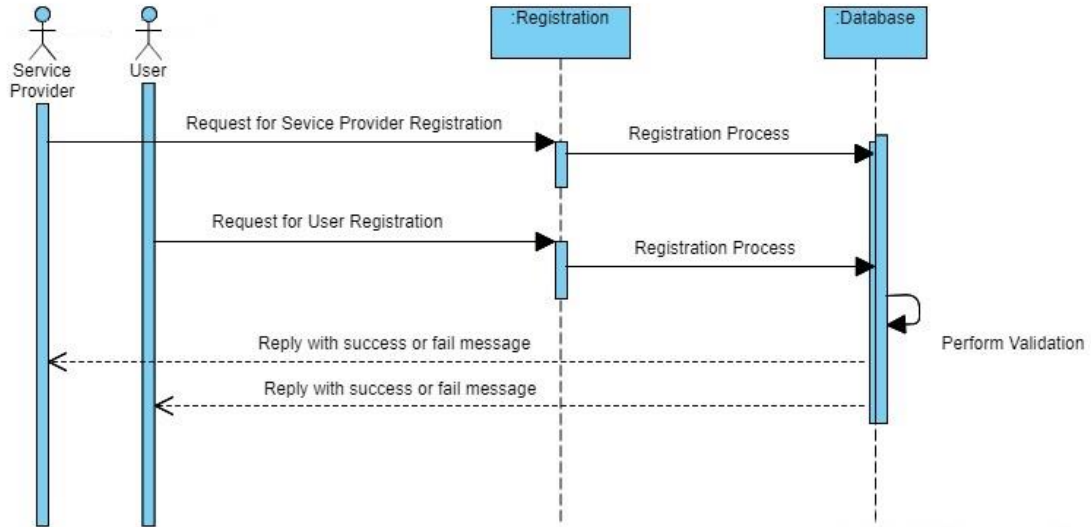 :Registration
:Database
Service
Provider
User
Request for Sevice Provider Registration
Registration Process
Request for User Registration
Registration Process
Perform Validation
Reply with success or fail message
Reply with success or fail message